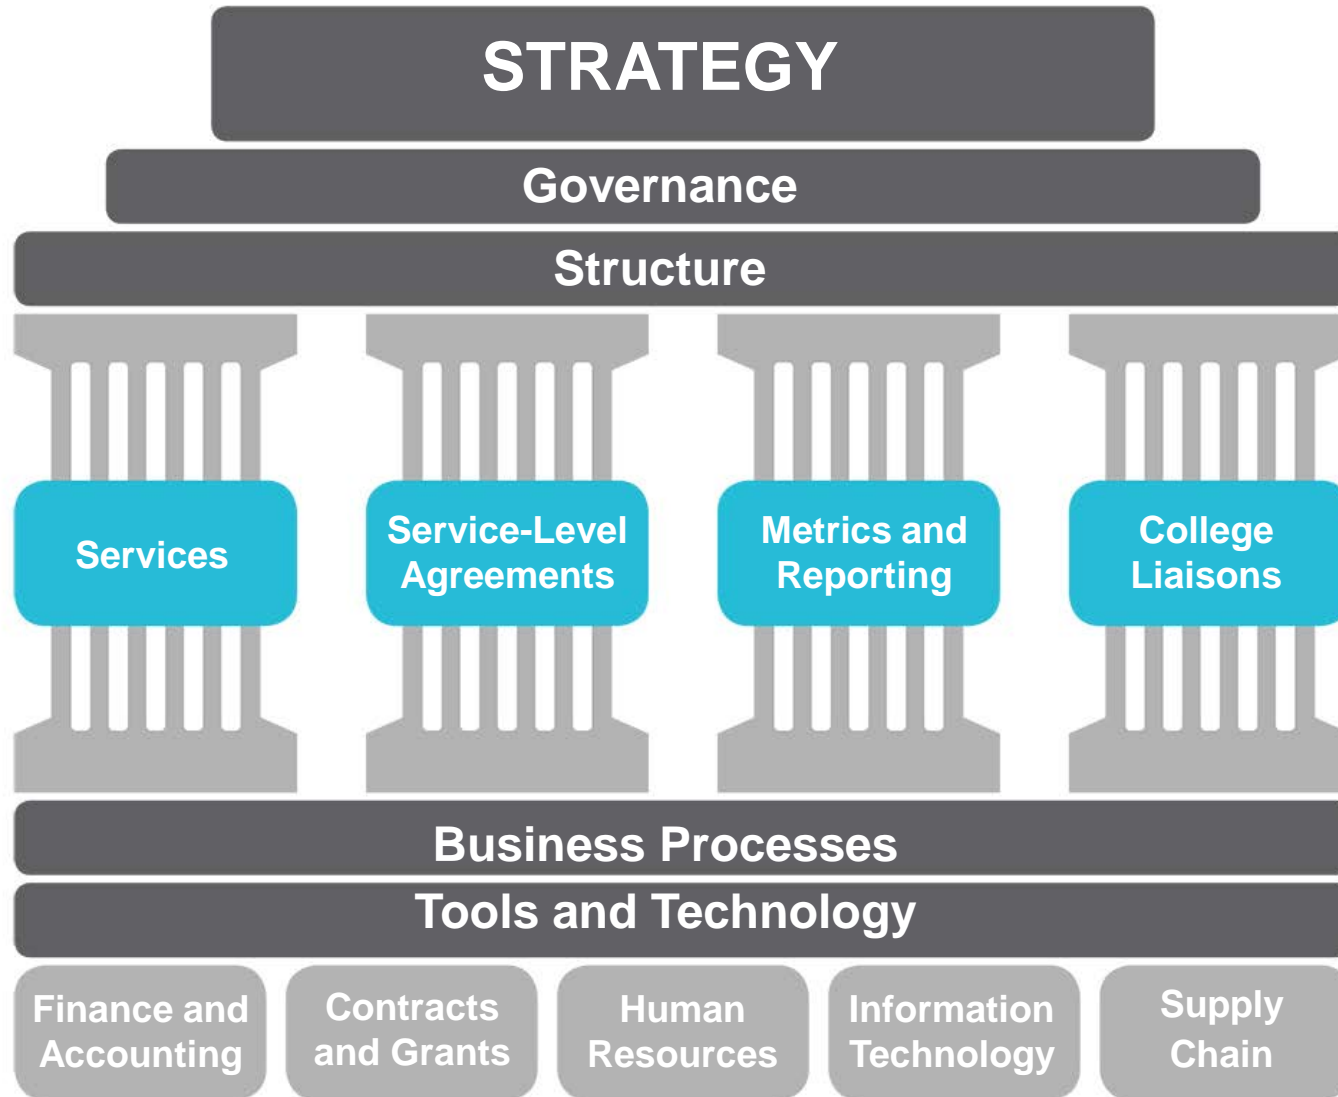 STRATEGY
Governance
Structure
Services
Service-Level
Agreements
Metrics and
Reporting
College
Liaisons
Business Processes
Tools and Technology
Finance and
Accounting
Contracts
and Grants
Human
Resources
Information
Technology
Supply
Chain